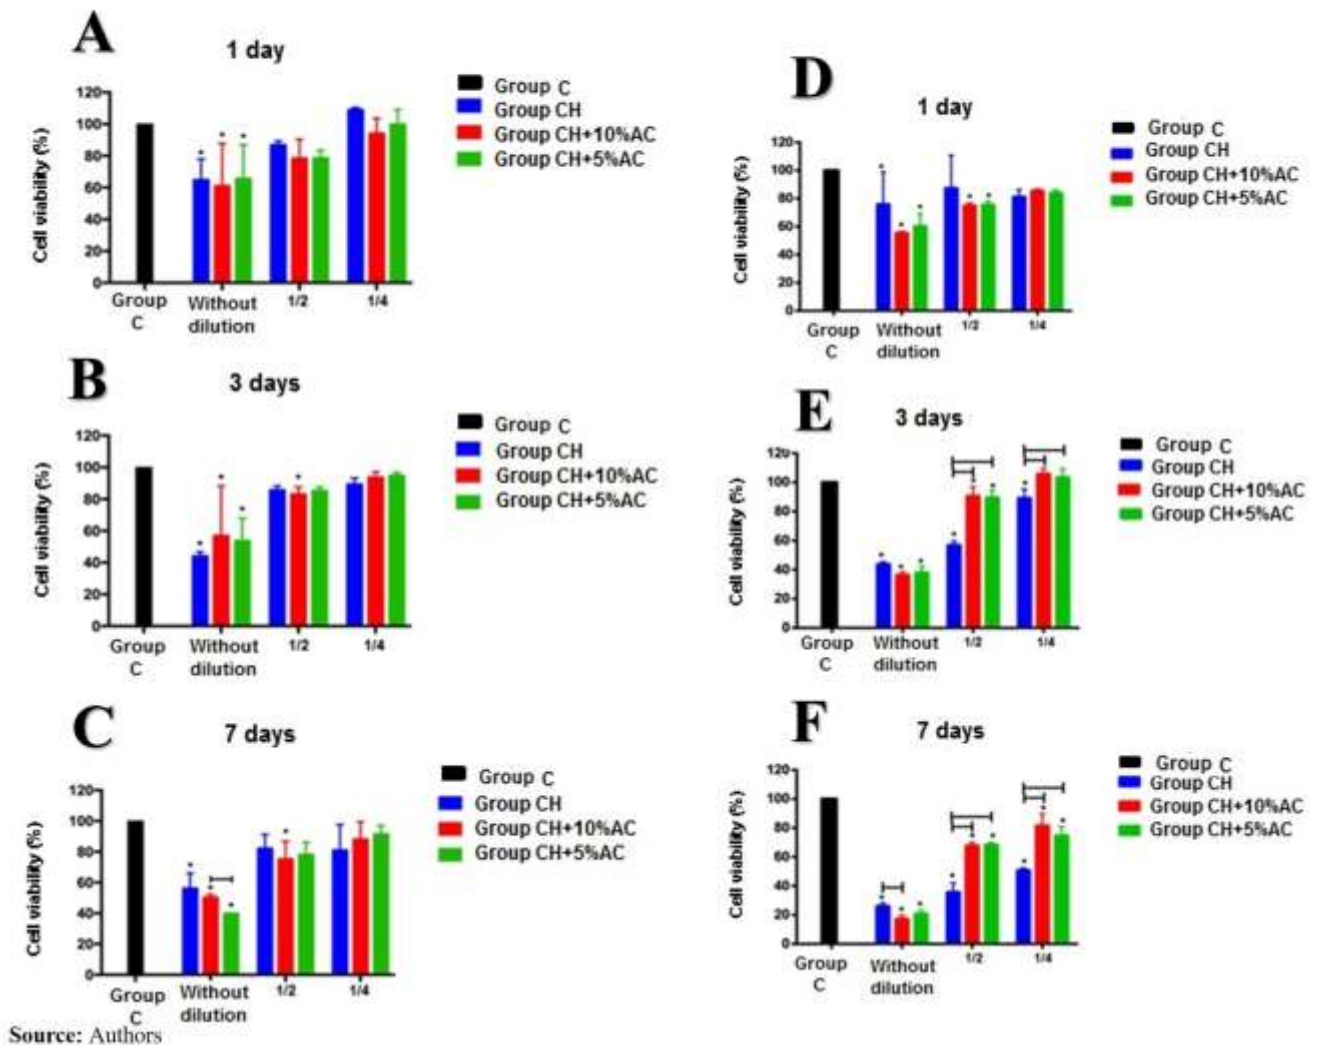 A
1 day
Cell viability (%)
120
100
80
60
40
20
0
Group C
Without dilution
1/2
1/4
Group C
Group CH
Group CH+10%AC
Group CH+5%AC
B
3 days
Cell viability (%)
120
100
80
60
40
20
0
Group C
Without dilution
1/2
1/4
Group C
Group CH
Group CH+10%AC
Group CH+5%AC
C
7 days
Cell viability (%)
120
100
80
60
40
20
0
Group C
Without dilution
1/2
1/4
Group C
Group CH
Group CH+10%AC
Group CH+5%AC
D
1 day
Cell viability (%)
120
100
80
60
40
20
0
Group C
Without dilution
1/2
1/4
Group C
Group CH
Group CH+10%AC
Group CH+5%AC
E
3 days
Cell viability (%)
120
100
80
60
40
20
0
Group C
Without dilution
1/2
1/4
Group C
Group CH
Group CH+10%AC
Group CH+5%AC
F
7 days
Cell viability (%)
120
100
80
60
40
20
0
Group C
Without dilution
1/2
1/4
Group C
Group CH
Group CH+10%AC
Group CH+5%AC
Source: Authors